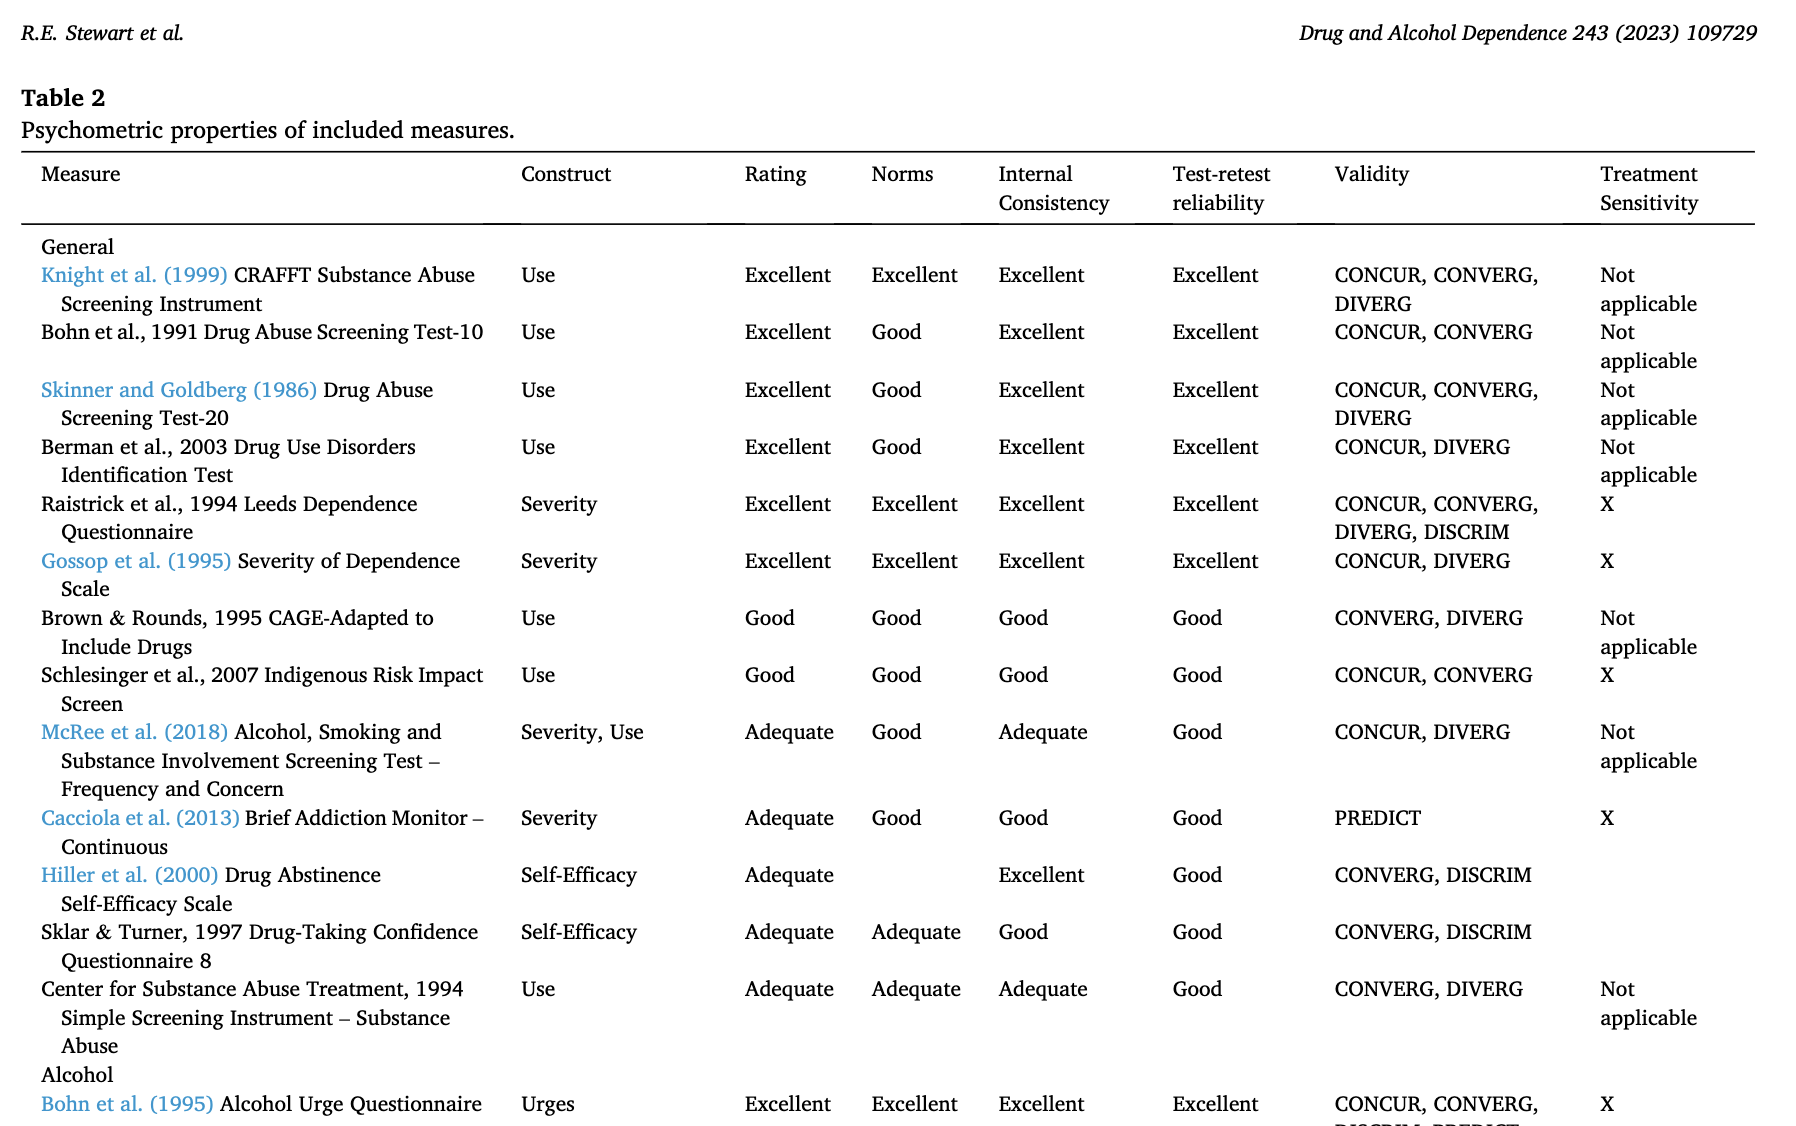 R.E. Stewart et al. Drug and Alcohol Dependence 243 (2023) 109729
Table 2
Psychometric properties of included measures.
Measure Construct Rating Norms Internal Test-retest Validity Treatment
Consistency reliability Sensitivity
General
Knight et al. (1999) CRAFFT Substance Abuse Use Excellent Excellent Excellent Excellent CONCUR, CONVERG, Not
Screening Instrument DIVERG applicable
Bohn et al., 1991 Drug Abuse Screening Test-10 Use Excellent Good Excellent Excellent CONCUR, CONVERG Not
applicable
Skinner and Goldberg (1986) Drug Abuse Use Excellent Good Excellent Excellent CONCUR, CONVERG, Not
Screening Test-20 DIVERG applicable
Berman et al., 2003 Drug Use Disorders Use Excellent Good Excellent Excellent CONCUR, DIVERG Not
Identification Test applicable
Raistrick et al., 1994 Leeds Dependence Severity Excellent Excellent Excellent Excellent CONCUR, CONVERG, X
Questionnaire DIVERG, DISCRIM
Gossop et al. (1995) Severity of Dependence Severity Excellent Excellent Excellent Excellent CONCUR, DIVERG X
Scale
Brown & Rounds, 1995 CAGE-Adapted to Use Good Good Good Good CONVERG, DIVERG Not
Include Drugs applicable
Schlesinger et al., 2007 Indigenous Risk Impact Use Good Good Good Good CONCUR, CONVERG X
Screen
McRee et al. (2018) Alcohol, Smoking and Severity, Use Adequate Good Adequate Good CONCUR, DIVERG Not
Substance Involvement Screening Test – applicable
Frequency and Concern
Cacciola et al. (2013) Brief Addiction Monitor – Severity Adequate Good Good Good PREDICT X
Continuous
Hiller et al. (2000) Drug Abstinence Self-Efficacy Adequate Excellent Good CONVERG, DISCRIM
Self-Efficacy Scale
Sklar & Turner, 1997 Drug-Taking Confidence Self-Efficacy Adequate Adequate Good Good CONVERG, DISCRIM
Questionnaire 8
Center for Substance Abuse Treatment, 1994 Use Adequate Adequate Adequate Good CONVERG, DIVERG Not
Simple Screening Instrument – Substance applicable
Abuse
Alcohol
Bohn et al. (1995) Alcohol Urge Questionnaire Urges Excellent Excellent Excellent Excellent CONCUR, CONVERG, X